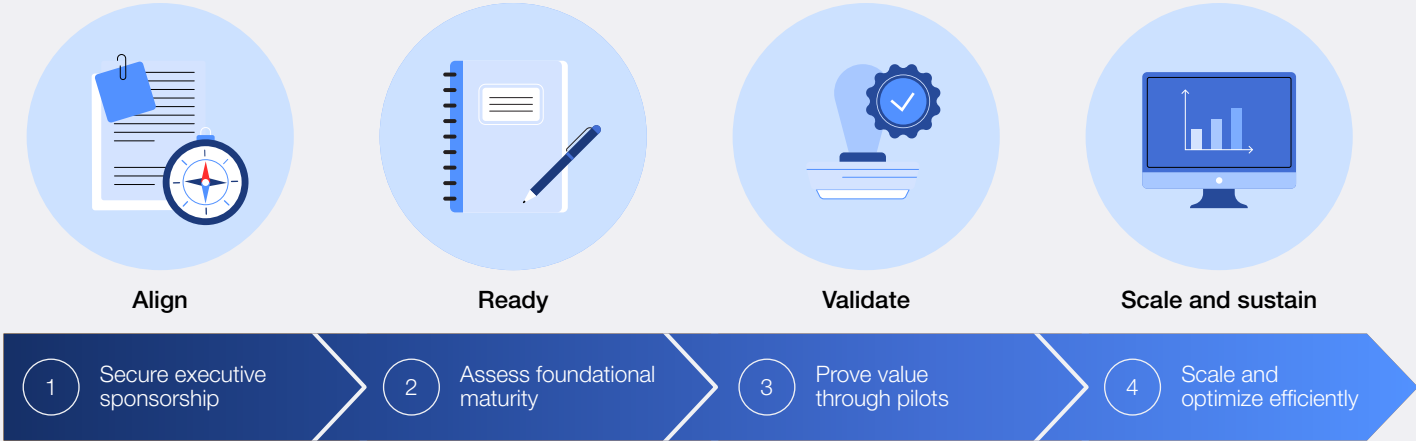 Align
Ready
Validate
Scale and sustain
1
Secure executive
sponsorship
2
Assess foundational
maturity
3
Prove value
through pilots
4
Scale and
optimize efficiently